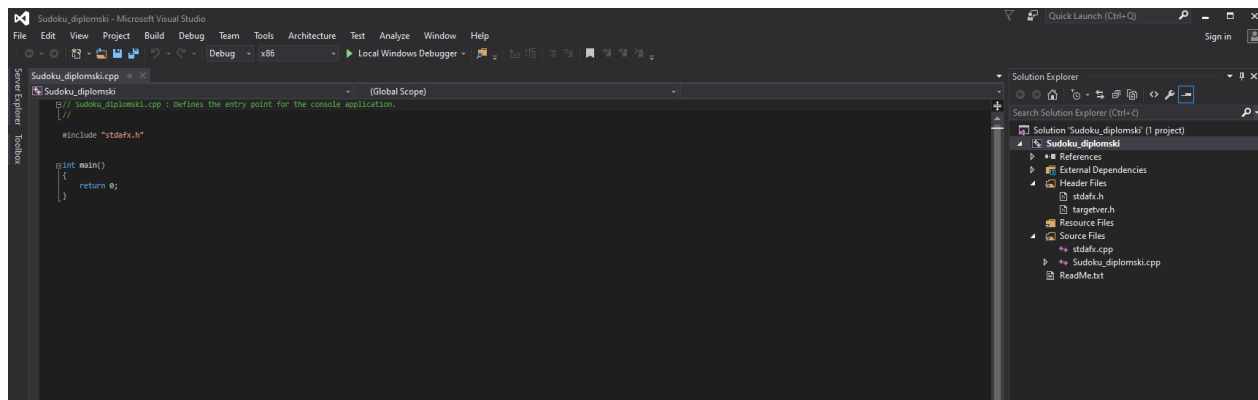 Sudoku_diplomski - Microsoft Visual Studio
Quick Launch (Ctrl+Q)
File Edit View Project Build Debug Team Tools Architecture Test Analyze Window Help
Sign in
Debug x86 Local Windows Debugger
Server Explorer
Toolbox
Sudoku_diplomski.cpp
Sudoku_diplomski (Global Scope)
// Sudoku_diplomski.cpp : Defines the entry point for the console application.
//
#include "stdafx.h"
int main()
{
return 0;
}
Solution Explorer
Search Solution Explorer (Ctrl+č)
Solution 'Sudoku_diplomski' (1 project)
Sudoku_diplomski
References
External Dependencies
Header Files
stdafx.h
targetver.h
Resource Files
Source Files
stdafx.cpp
Sudoku_diplomski.cpp
ReadMe.txt